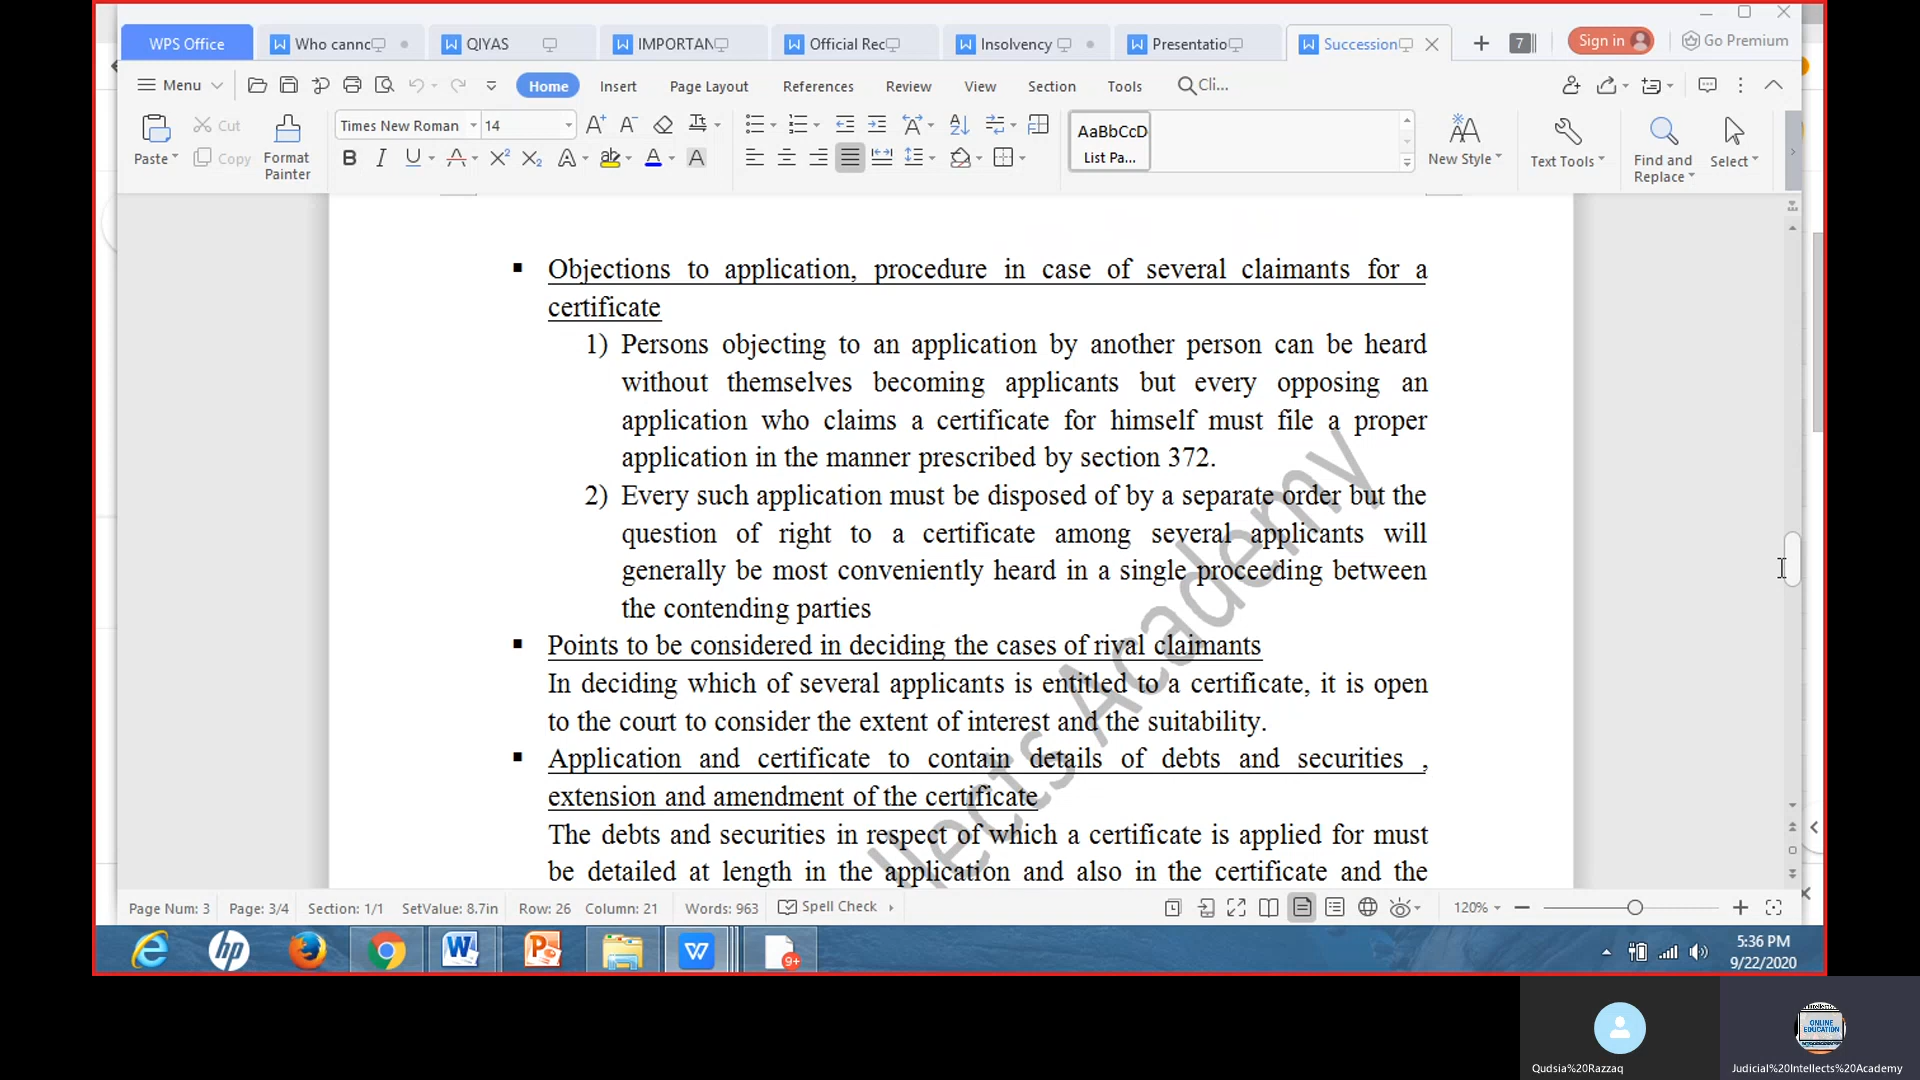 WPS Office
Who cannc
QIYAS
IMPORTAN
Official Rec
Insolvency
Presentatio
Succession
7
Sign in
Go Premium
Menu
Home
Insert
Page Layout
References
Review
View
Section
Tools
Cli...
Paste
Cut
Copy
Format
Painter
Times New Roman
14
AaBbCcD
List Pa...
New Style
Text Tools
Find and
Replace
Select
Objections to application, procedure in case of several claimants for a
certificate
1) Persons objecting to an application by another person can be heard
without themselves becoming applicants but every opposing an
application who claims a certificate for himself must file a proper
application in the manner prescribed by section 372.
2) Every such application must be disposed of by a separate order but the
question of right to a certificate among several applicants will
generally be most conveniently heard in a single proceeding between
the contending parties
Points to be considered in deciding the cases of rival claimants
In deciding which of several applicants is entitled to a certificate, it is open
to the court to consider the extent of interest and the suitability.
Application and certificate to contain details of debts and securities ,
extension and amendment of the certificate
The debts and securities in respect of which a certificate is applied for must
be detailed at length in the application and also in the certificate and the
llects Academy
Page Num: 3
Page: 3/4
Section: 1/1
SetValue: 8.7in
Row: 26
Column: 21
Words: 963
Spell Check
120%
9+
5:36 PM
9/22/2020
ONLINE
EDUCATION
Qudsia%20Razzaq
Judicial%20Intellects%20Academy